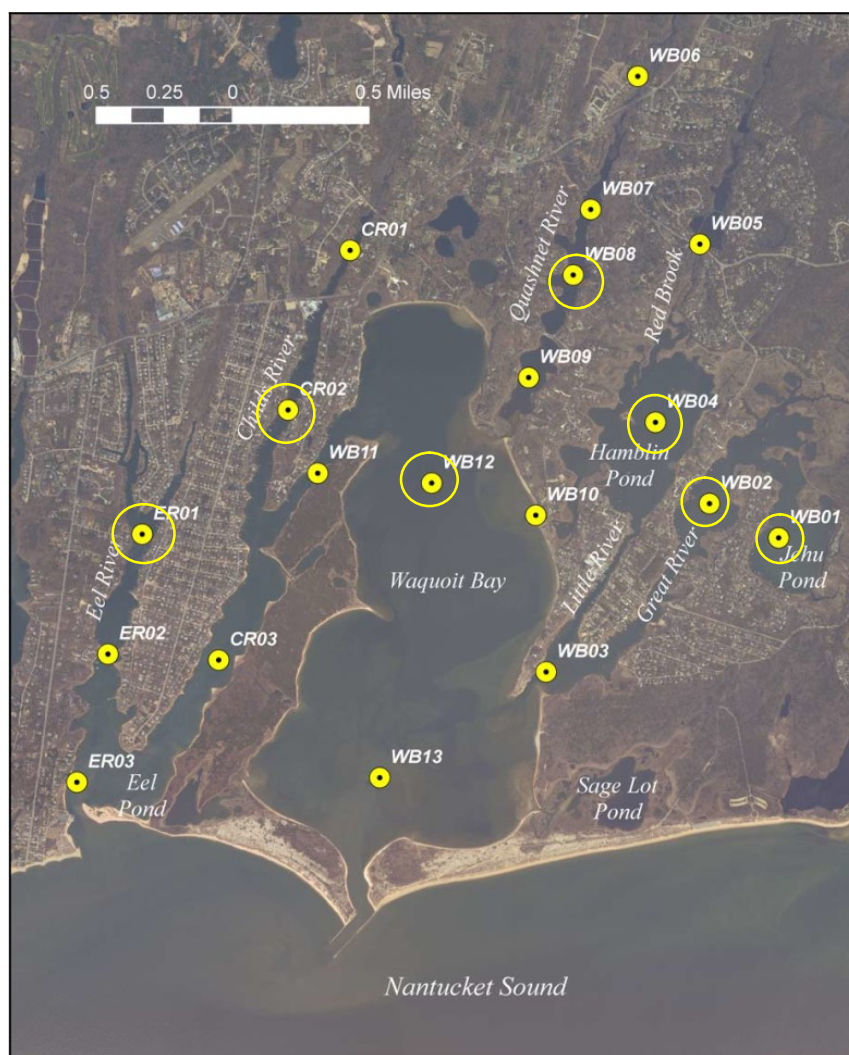 WB06
0.5 0.25 0 0.5 Miles
WB07
CR01
WB05
WB08
Quashnet River
Red Brook
WB09
Childs River
CR02
WB04
Hamblin
Pond
WB11
WB12
WB02
WB10
ER01
WB01
Jehu
Pond
Eel River
Waquoit Bay
Little River
Great River
ER02
CR03
WB03
ER03
Eel
Pond
WB13
Sage Lot
Pond
Nantucket Sound